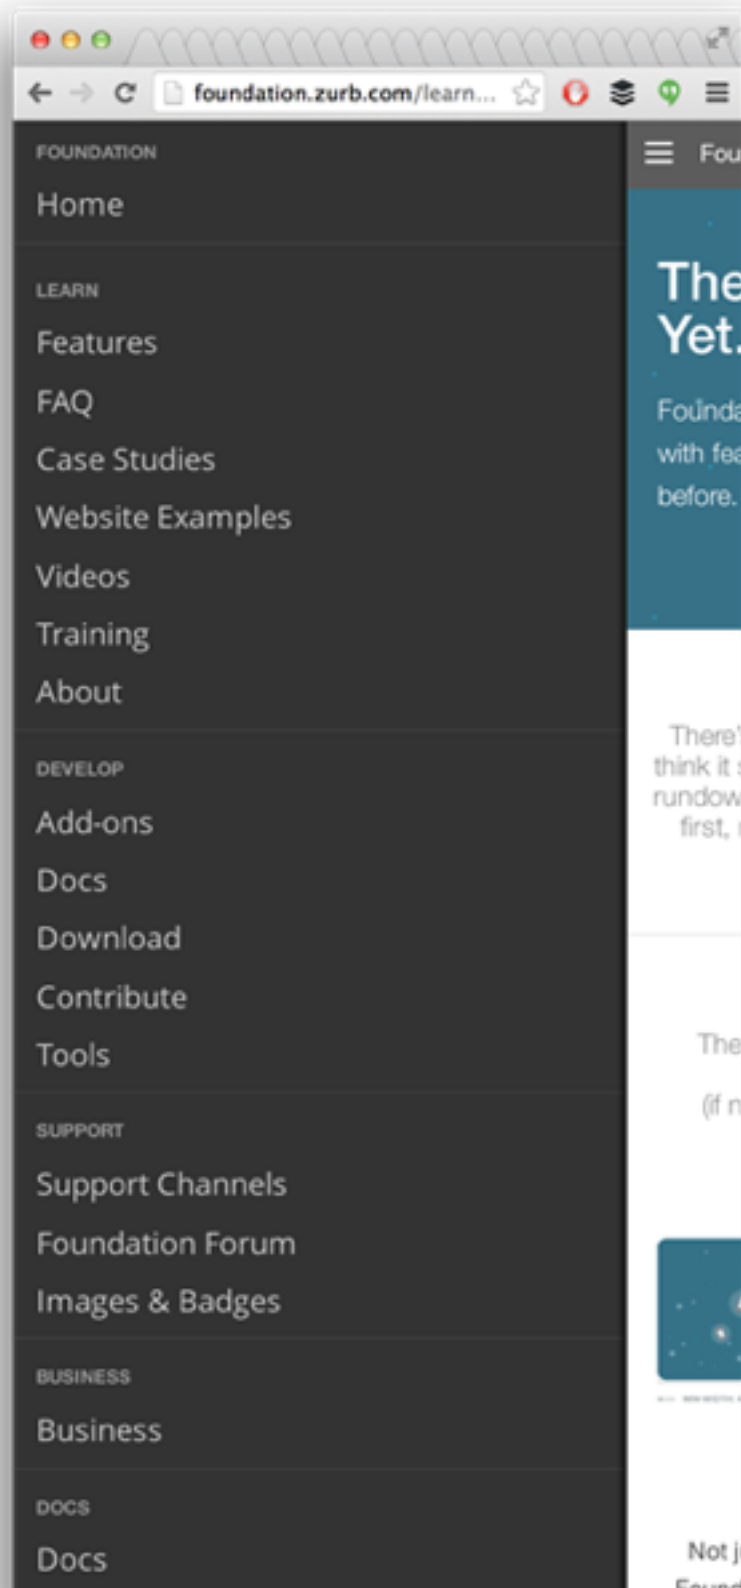 foundation.zurb.com/learn...
FOUNDATION
Home
LEARN
Features
FAQ
Case Studies
Website Examples
Videos
Training
About
DEVELOP
Add-ons
Docs
Download
Contribute
Tools
SUPPORT
Support Channels
Foundation Forum
Images & Badges
BUSINESS
Business
DOCS
Docs
Fou
The
Yet.
Founda
with fea
before.
There'
think it s
rundow
first,
The
(if n
Not j